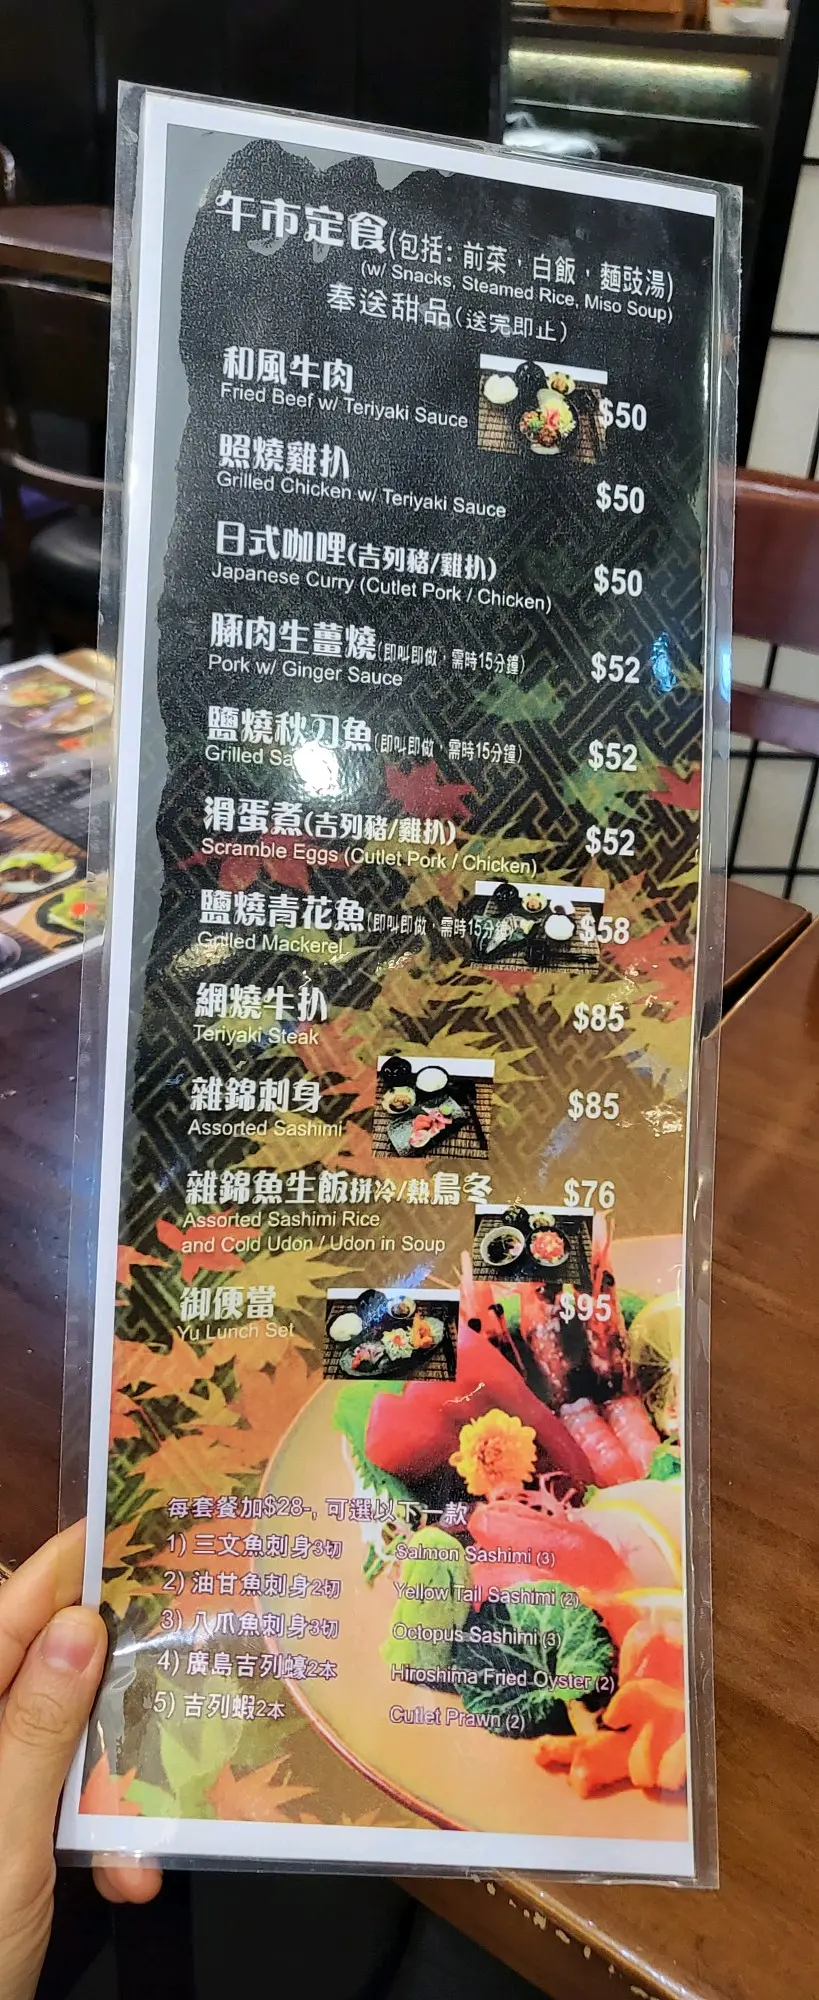 午市定食(包括: 前菜，白飯，麵豉湯)
(w/ Snacks, Steamed Rice, Miso Soup)
奉送甜品(送完即止)
和風牛肉
Fried Beef w/ Teriyaki Sauce
$50
照燒雞扒
Grilled Chicken w/ Teriyaki Sauce
$50
日式咖哩(吉列豬/雞扒)
Japanese Curry (Cutlet Pork / Chicken)
$50
豚肉生薑燒(即叫即做，需時15分鐘)
Pork w/ Ginger Sauce
$52
鹽燒秋刀魚(即叫即做，需時15分鐘)
Grilled
$52
滑蛋煮(吉列豬/雞扒)
Scramble Eggs (Cutlet Pork / Chicken)
$52
鹽燒青花魚(即叫即做，需時15分鐘)
Grilled Mackerel
$58
網燒牛扒
Teriyaki Steak
$85
雜錦刺身
Assorted Sashimi
$85
雜錦魚生飯拼冷/熱烏冬
Assorted Sashimi Rice
and Cold Udon / Udon in Soup
$76
御便當
Yu Lunch Set
$95
每套餐加$28-, 可選以下一款
1) 三文魚刺身3切 Salmon Sashimi (3)
2) 油甘魚刺身2切 Yellow Tail Sashimi (2)
3) 八爪魚刺身3切 Octopus Sashimi (3)
4) 廣島吉列蠔2本 Hiroshima Fried Oyster (2)
5) 吉列蝦2本 Cutlet Prawn (2)